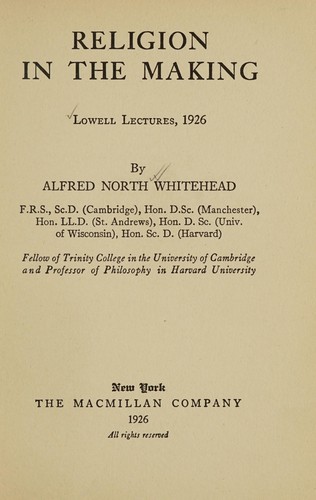 RELIGION
IN THE MAKING
Lowell Lectures, 1926
By
ALFRED NORTH WHITEHEAD
F.R.S., Sc.D. (Cambridge), Hon. D.Sc. (Manchester),
Hon. LL.D. (St. Andrews), Hon. D. Sc. (Univ.
of Wisconsin), Hon. Sc. D. (Harvard)
Fellow of Trinity College in the University of Cambridge
and Professor of Philosophy in Harvard University
New York
THE MACMILLAN COMPANY
1926
All rights reserved